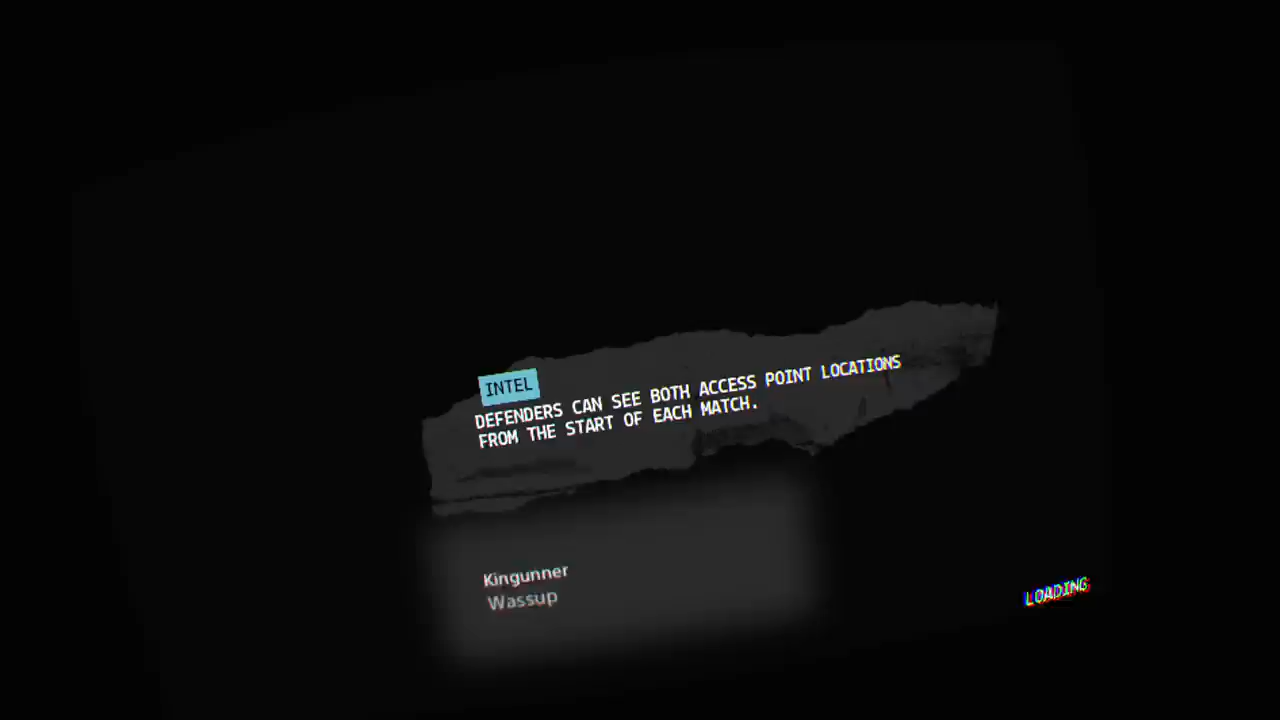 INTEL
DEFENDERS CAN SEE BOTH ACCESS POINT LOCATIONS
FROM THE START OF EACH MATCH.
Kingunner
Wassup
LOADING